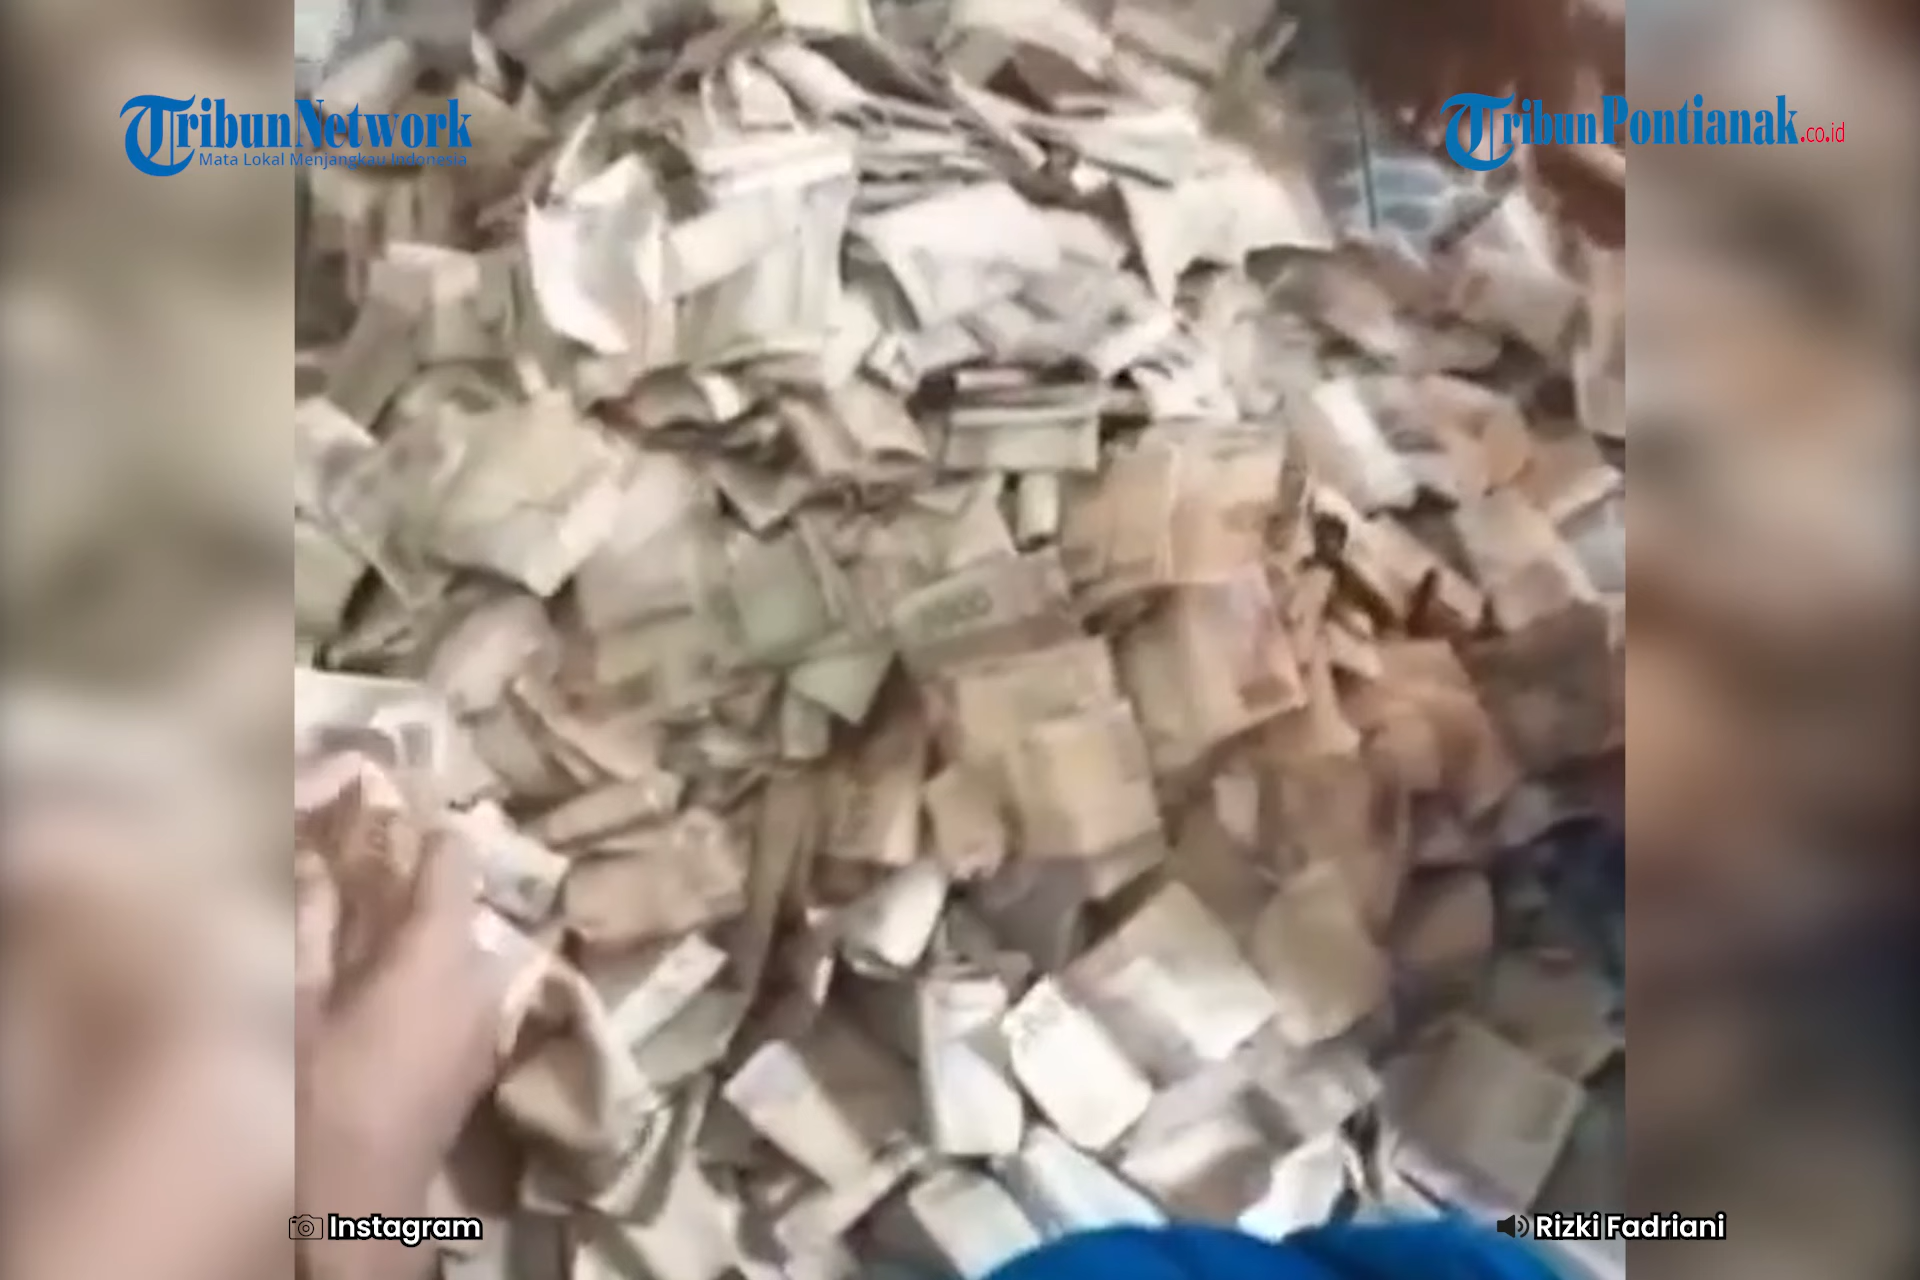 TribunNetwork
Mata Lokal Menjangkau Indonesia
TribunPontianak.co.id
Instagram
Rizki Fadriani